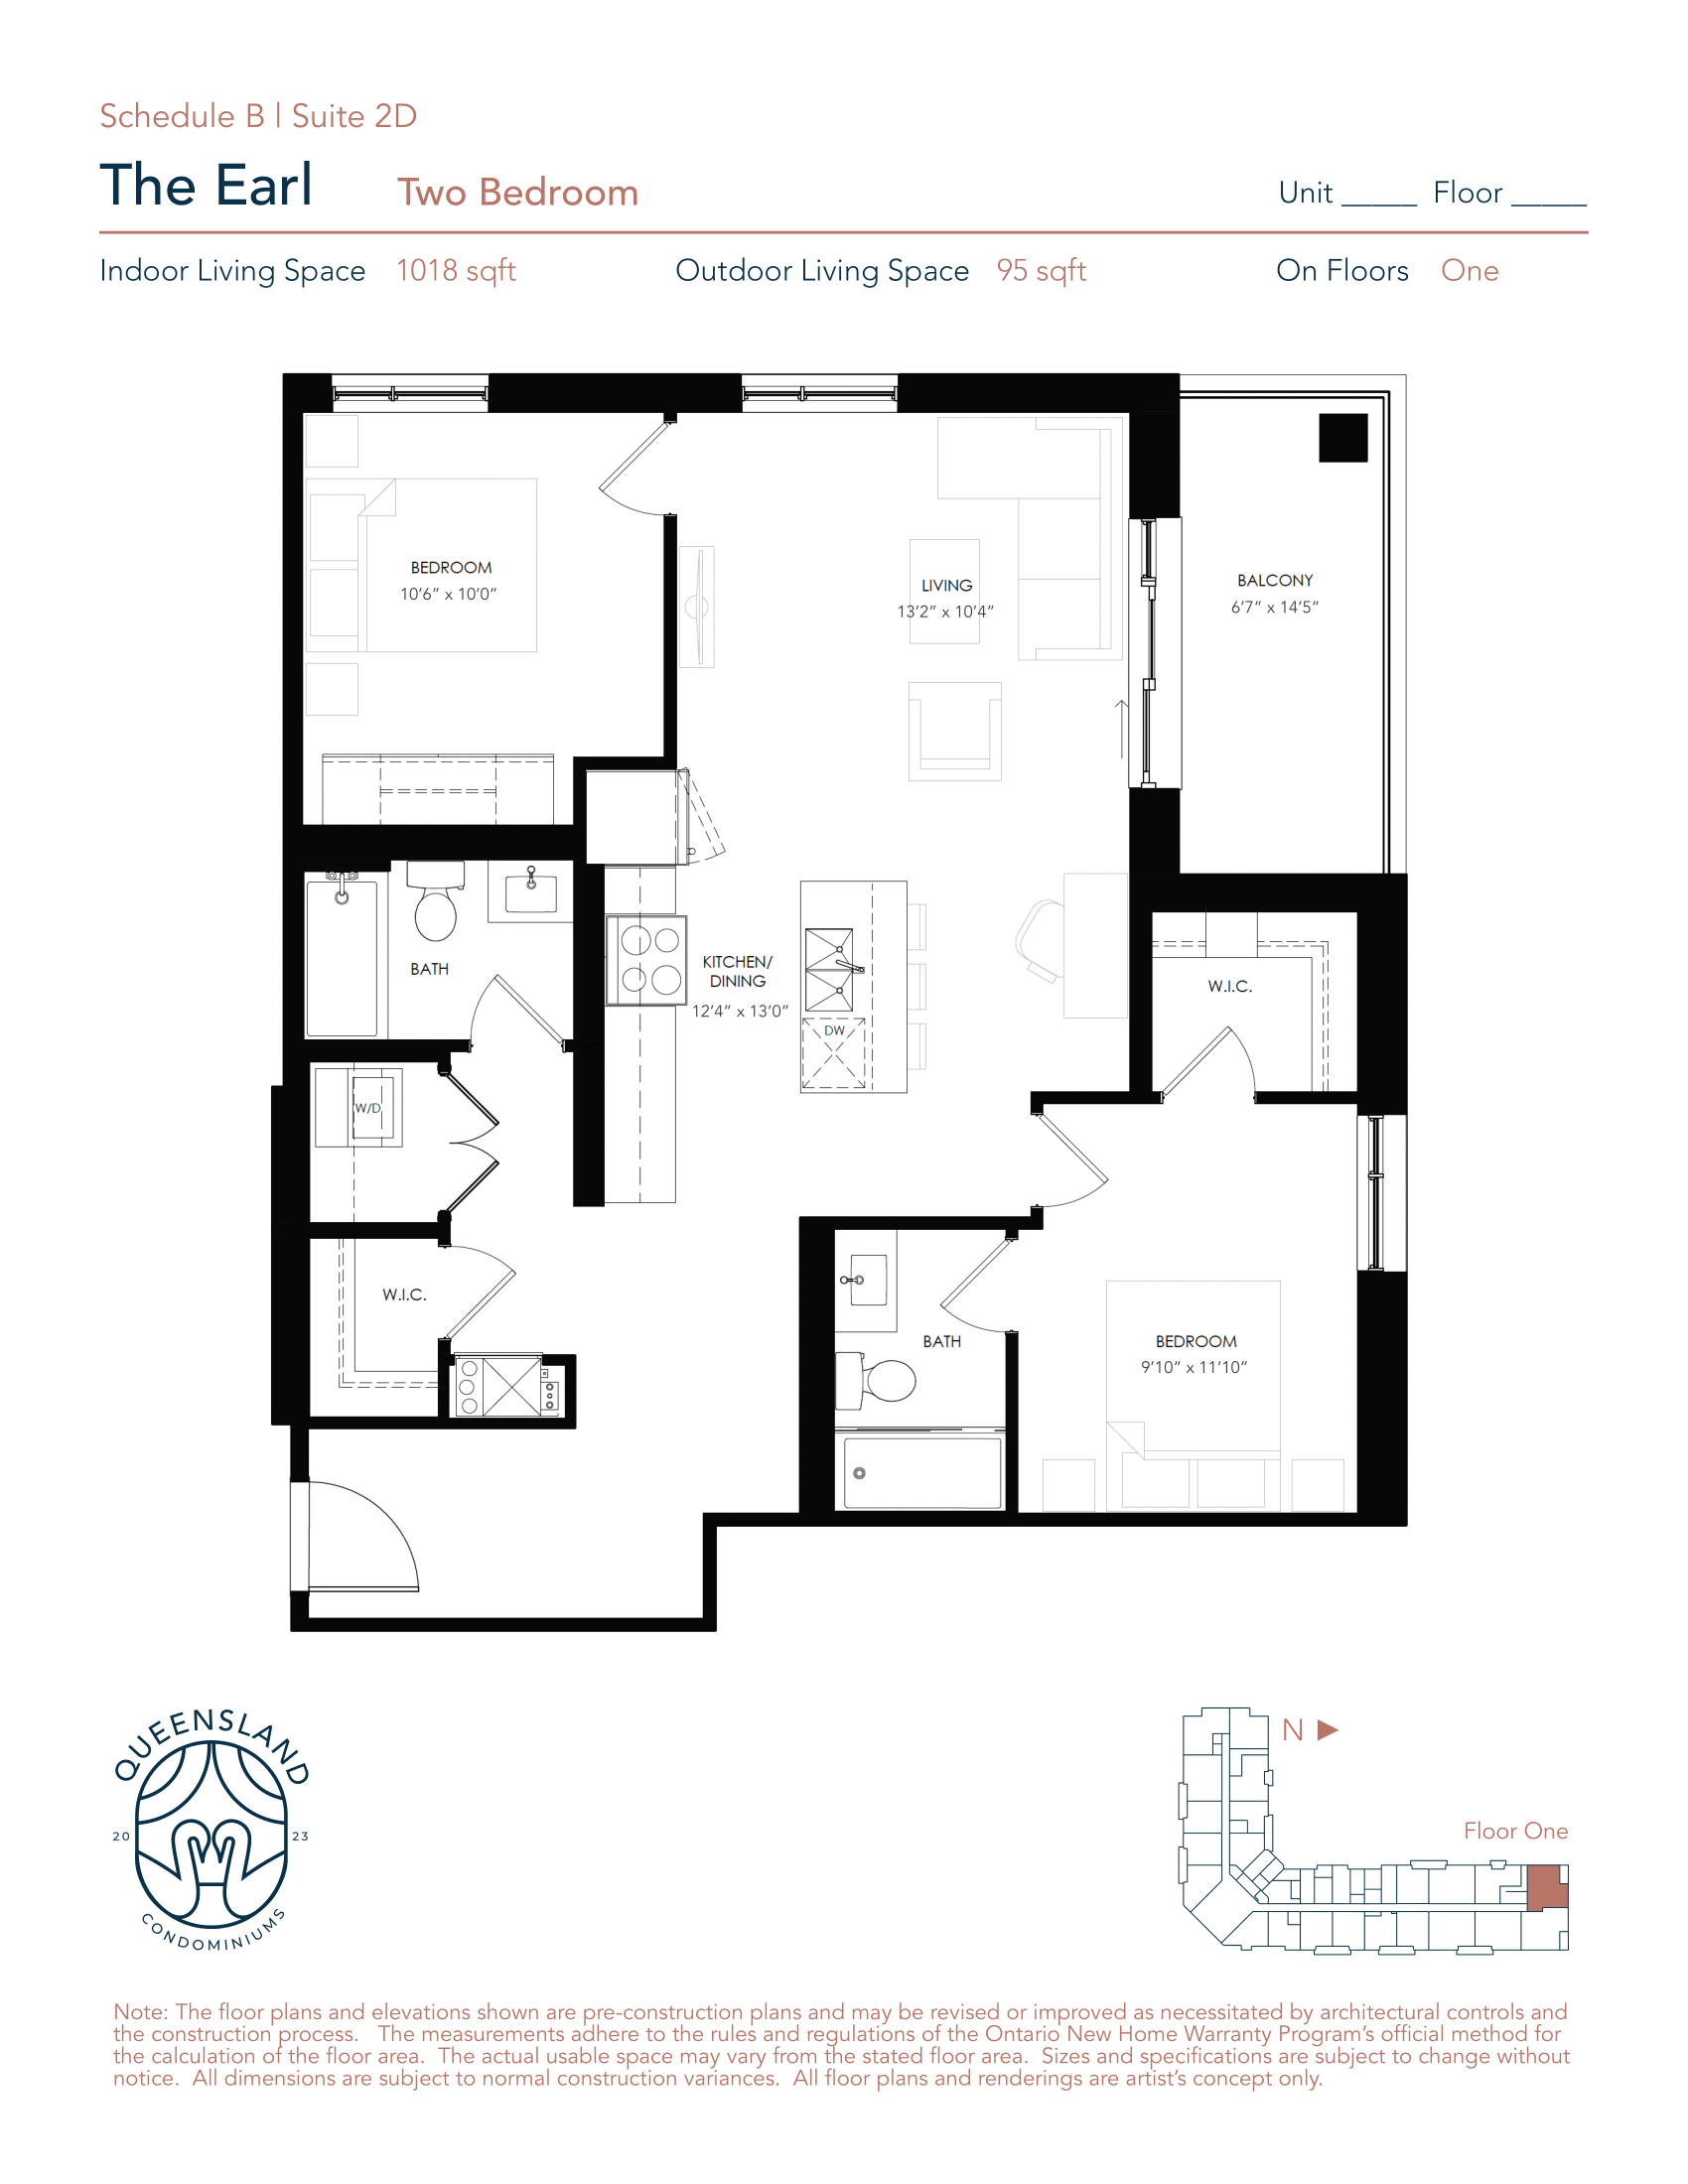 Schedule B | Suite 2D
The Earl Two Bedroom Unit _____ Floor _____
Indoor Living Space 1018 sqft Outdoor Living Space 95 sqft On Floors One
BEDROOM
10'6" x 10'0"
LIVING
13'2" x 10'4"
BALCONY
6'7" x 14'5"
BATH
KITCHEN/
DINING
12'4" x 13'0"
DW
W.I.C.
W/D
W.I.C.
BATH
BEDROOM
9'10" x 11'10"
QUEENSLAND
20 23
CONDOMINIUMS
N
Floor One
Note: The floor plans and elevations shown are pre-construction plans and may be revised or improved as necessitated by architectural controls and
the construction process. The measurements adhere to the rules and regulations of the Ontario New Home Warranty Program's official method for
the calculation of the floor area. The actual usable space may vary from the stated floor area. Sizes and specifications are subject to change without
notice. All dimensions are subject to normal construction variances. All floor plans and renderings are artist's concept only.